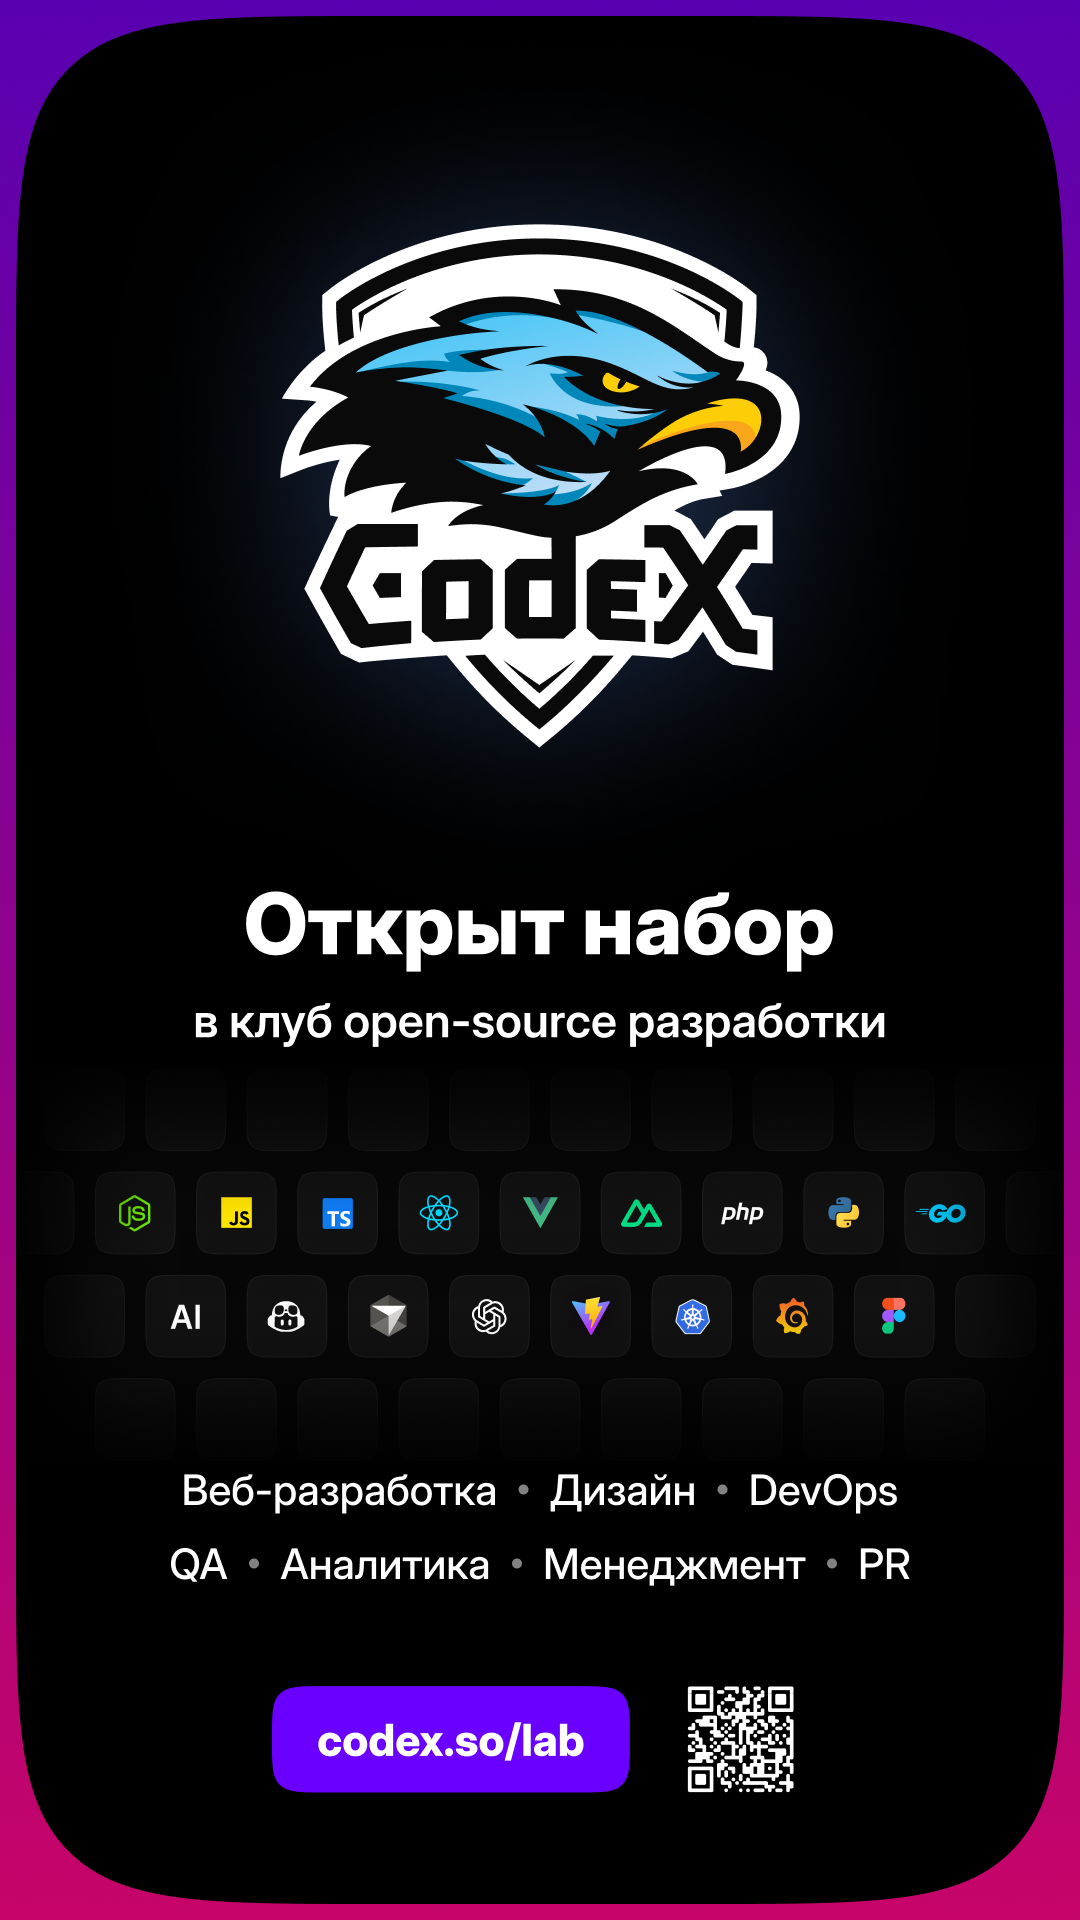 CodeX
Открыт набор
в клуб open-source разработки
JS JS TS php GO
AI
Веб-разработка • Дизайн • DevOps
QA • Аналитика • Менеджмент • PR
codex.so/lab